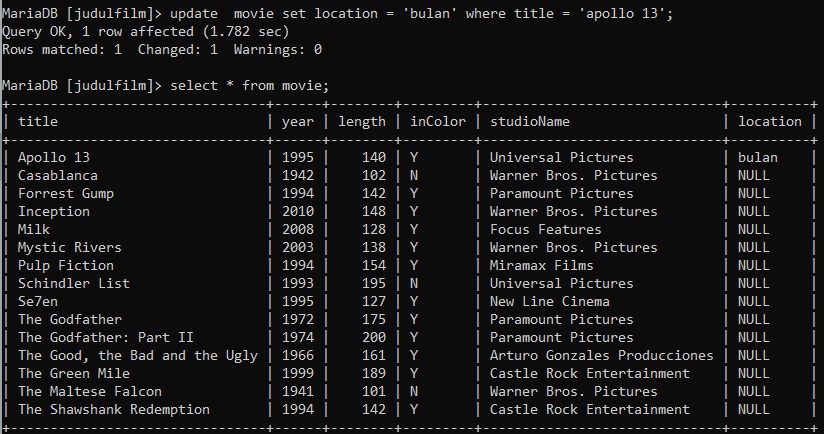 MariaDB [judulfilm]> update  movie set location = 'bulan' where title = 'apollo 13';
Query OK, 1 row affected (1.782 sec)
Rows matched: 1  Changed: 1  Warnings: 0
MariaDB [judulfilm]> select * from movie;
+-------------------------------+------+--------+---------+-----------------------------+----------+
| title                         | year | length | inColor | studioName                  | location |
+-------------------------------+------+--------+---------+-----------------------------+----------+
| Apollo 13                     | 1995 |    140 | Y       | Universal Pictures          | bulan    |
| Casablanca                    | 1942 |    102 | N       | Warner Bros. Pictures       | NULL     |
| Forrest Gump                  | 1994 |    142 | Y       | Paramount Pictures          | NULL     |
| Inception                     | 2010 |    148 | Y       | Warner Bros. Pictures       | NULL     |
| Milk                          | 2008 |    128 | Y       | Focus Features              | NULL     |
| Mystic Rivers                 | 2003 |    138 | Y       | Warner Bros. Pictures       | NULL     |
| Pulp Fiction                  | 1994 |    154 | Y       | Miramax Films               | NULL     |
| Schindler List                | 1993 |    195 | N       | Universal Pictures          | NULL     |
| Se7en                         | 1995 |    127 | Y       | New Line Cinema             | NULL     |
| The Godfather                 | 1972 |    175 | Y       | Paramount Pictures          | NULL     |
| The Godfather: Part II        | 1974 |    200 | Y       | Paramount Pictures          | NULL     |
| The Good, the Bad and the Ugly | 1966 |    161 | Y       | Arturo Gonzales Producciones | NULL     |
| The Green Mile                | 1999 |    189 | Y       | Castle Rock Entertainment   | NULL     |
| The Maltese Falcon            | 1941 |    101 | N       | Warner Bros. Pictures       | NULL     |
| The Shawshank Redemption      | 1994 |    142 | Y       | Castle Rock Entertainment   | NULL     |
+-------------------------------+------+--------+---------+-----------------------------+----------+